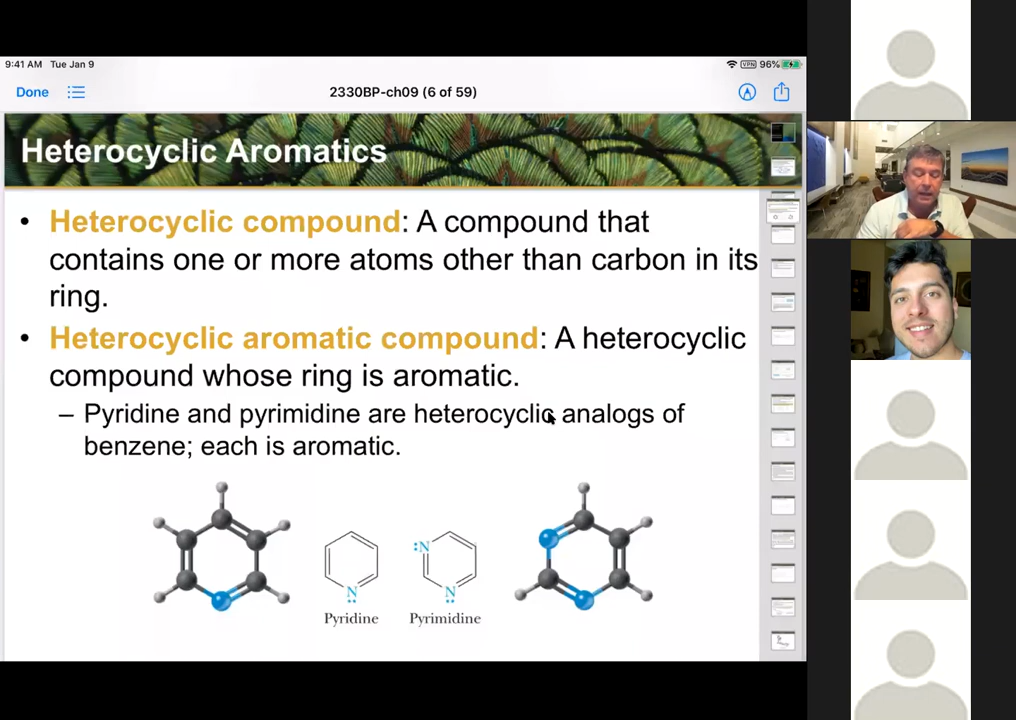 9:41 AM Tue Jan 9
VPN 96%
Done
2330BP-ch09 (6 of 59)
Heterocyclic Aromatics
• Heterocyclic compound: A compound that
contains one or more atoms other than carbon in its
ring.
• Heterocyclic aromatic compound: A heterocyclic
compound whose ring is aromatic.
– Pyridine and pyrimidine are heterocyclic analogs of
benzene; each is aromatic.
:N
N
N
Pyridine
Pyrimidine